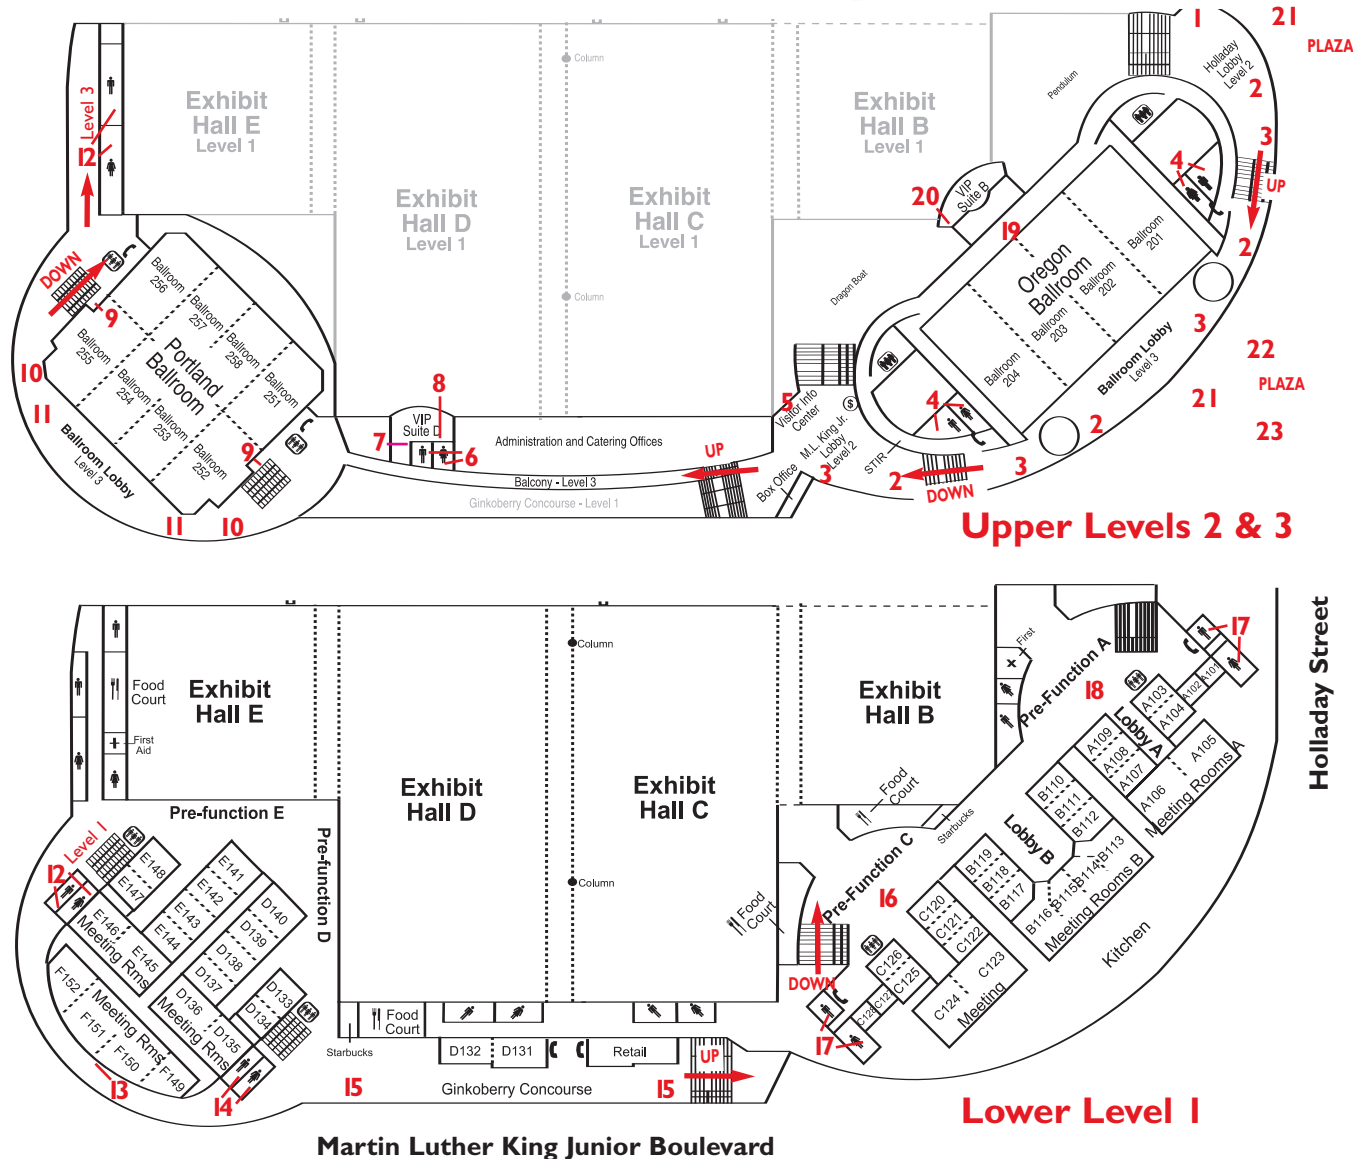 1
21
PLAZA
Holladay
Lobby
Level 2
Pendulum
2
3
UP
2
4
Level 3
12
Exhibit
Hall E
Level 1
Column
Exhibit
Hall D
Level 1
Exhibit
Hall C
Level 1
Column
Exhibit
Hall B
Level 1
20
VIP
Suite B
19
Oregon
Ballroom
Ballroom
201
Ballroom
202
Ballroom
203
Ballroom
204
Ballroom Lobby
Level 3
Dragon Boat
3
22
PLAZA
21
23
DOWN
9
Ballroom
256
Ballroom
257
Ballroom
258
Ballroom
251
Portland
Ballroom
Ballroom
255
Ballroom
254
Ballroom
253
Ballroom
252
10
11
Ballroom Lobby
Level 3
9
11
10
8
VIP
Suite D
7
6
Administration and Catering Offices
Balcony - Level 3
Ginkoberry Concourse - Level 1
UP
5
Visitor Info
Center
$
M.L. King Jr.
Lobby
Level 2
Box Office
3
STIR
2
DOWN
4
3
2
Upper Levels 2 & 3
Food
Court
First
Aid
Exhibit
Hall E
Pre-function E
Pre-function D
Exhibit
Hall D
Column
Exhibit
Hall C
Column
Exhibit
Hall B
First
Pre-Function A
17
18
Holladay Street
A101
A102
A103
A104
Lobby A
A105
A106
Meeting Rooms A
A109
A108
A107
B110
B111
B112
Lobby B
B113
B114
B115
B116
Meeting Rooms B
B119
B118
B117
Kitchen
Food
Court
Starbucks
Pre-Function C
16
C120
C121
C122
C123
C124
Meeting
C126
C125
C127
C128
Food
Court
DOWN
17
Level 1
12
E148
E147
E146
E145
Meeting Rms
E141
E142
E143
E144
D140
D139
D138
D137
D136
D135
Meeting Rms
D133
D134
F152
F151
F150
F149
Meeting Rms
13
14
Starbucks
Food
Court
D132
D131
Retail
UP
15
Ginkoberry Concourse
15
Lower Level 1
Martin Luther King Junior Boulevard